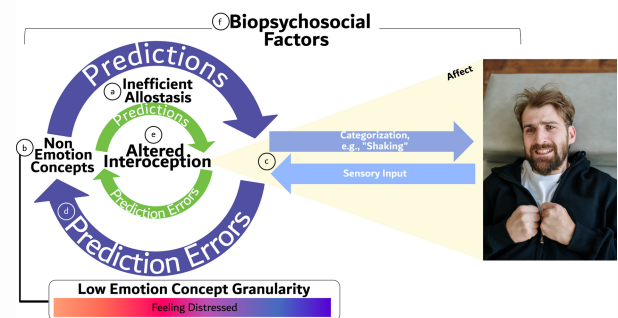 f Biopsychosocial
Factors
Predictions
Affect
a Inefficient
Allostasis
Predictions
e
b Non
Emotion
Concepts
Altered
Interoception
c
Categorization,
e.g., "Shaking"
Sensory Input
Prediction Errors
d Prediction Errors
Low Emotion Concept Granularity
Feeling Distressed